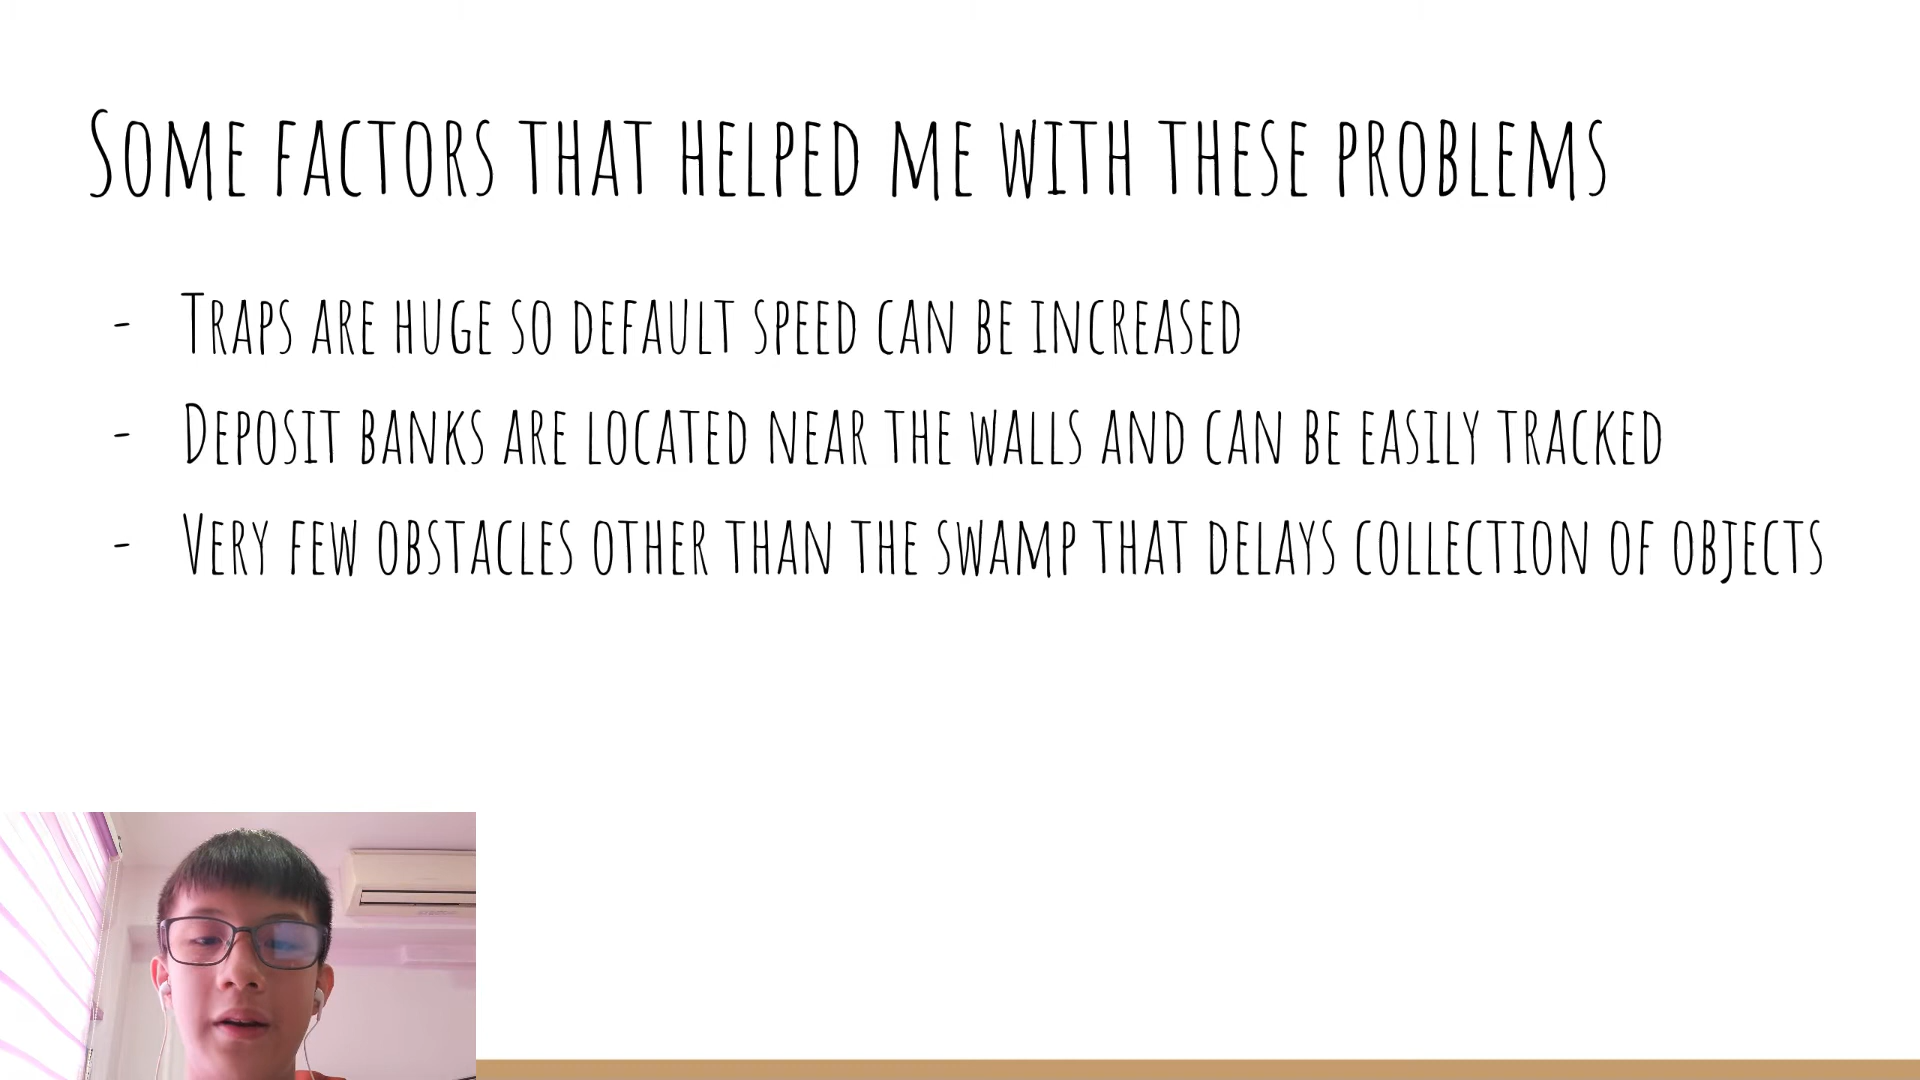 Some factors that helped me with these problems
- Traps are huge so default speed can be increased
- Deposit banks are located near the walls and can be easily tracked
- Very few obstacles other than the swamp that delays collection of objects